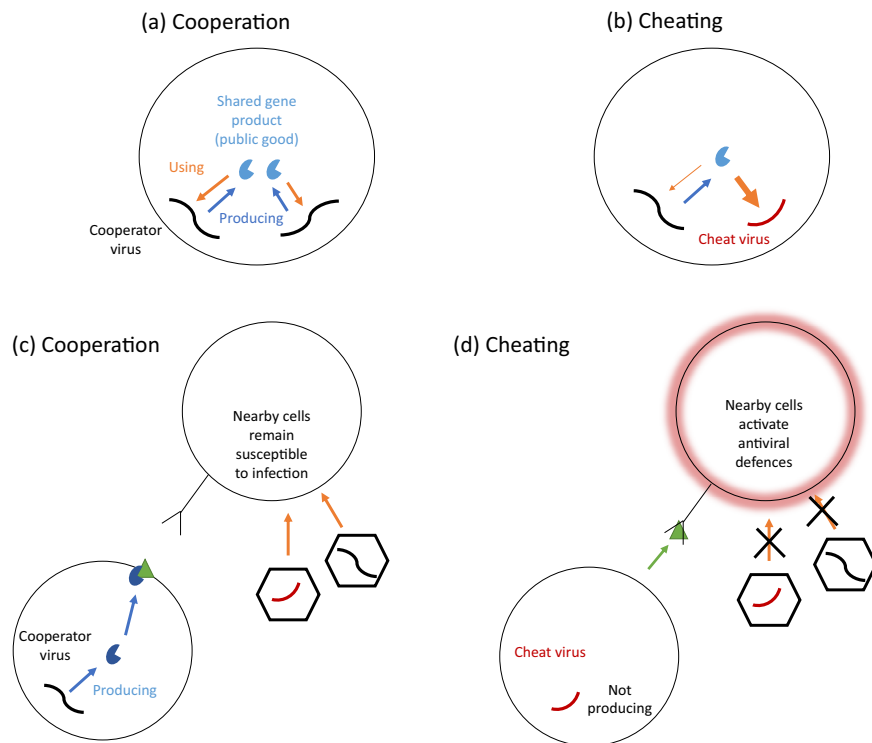 (a) Cooperation
Shared gene
product
(public good)
Using
Producing
Cooperator
virus
(b) Cheating
Cheat virus
(c) Cooperation
Nearby cells
remain
susceptible
to infection
Cooperator
virus
Producing
(d) Cheating
Nearby cells
activate
antiviral
defences
Cheat virus
Not
producing